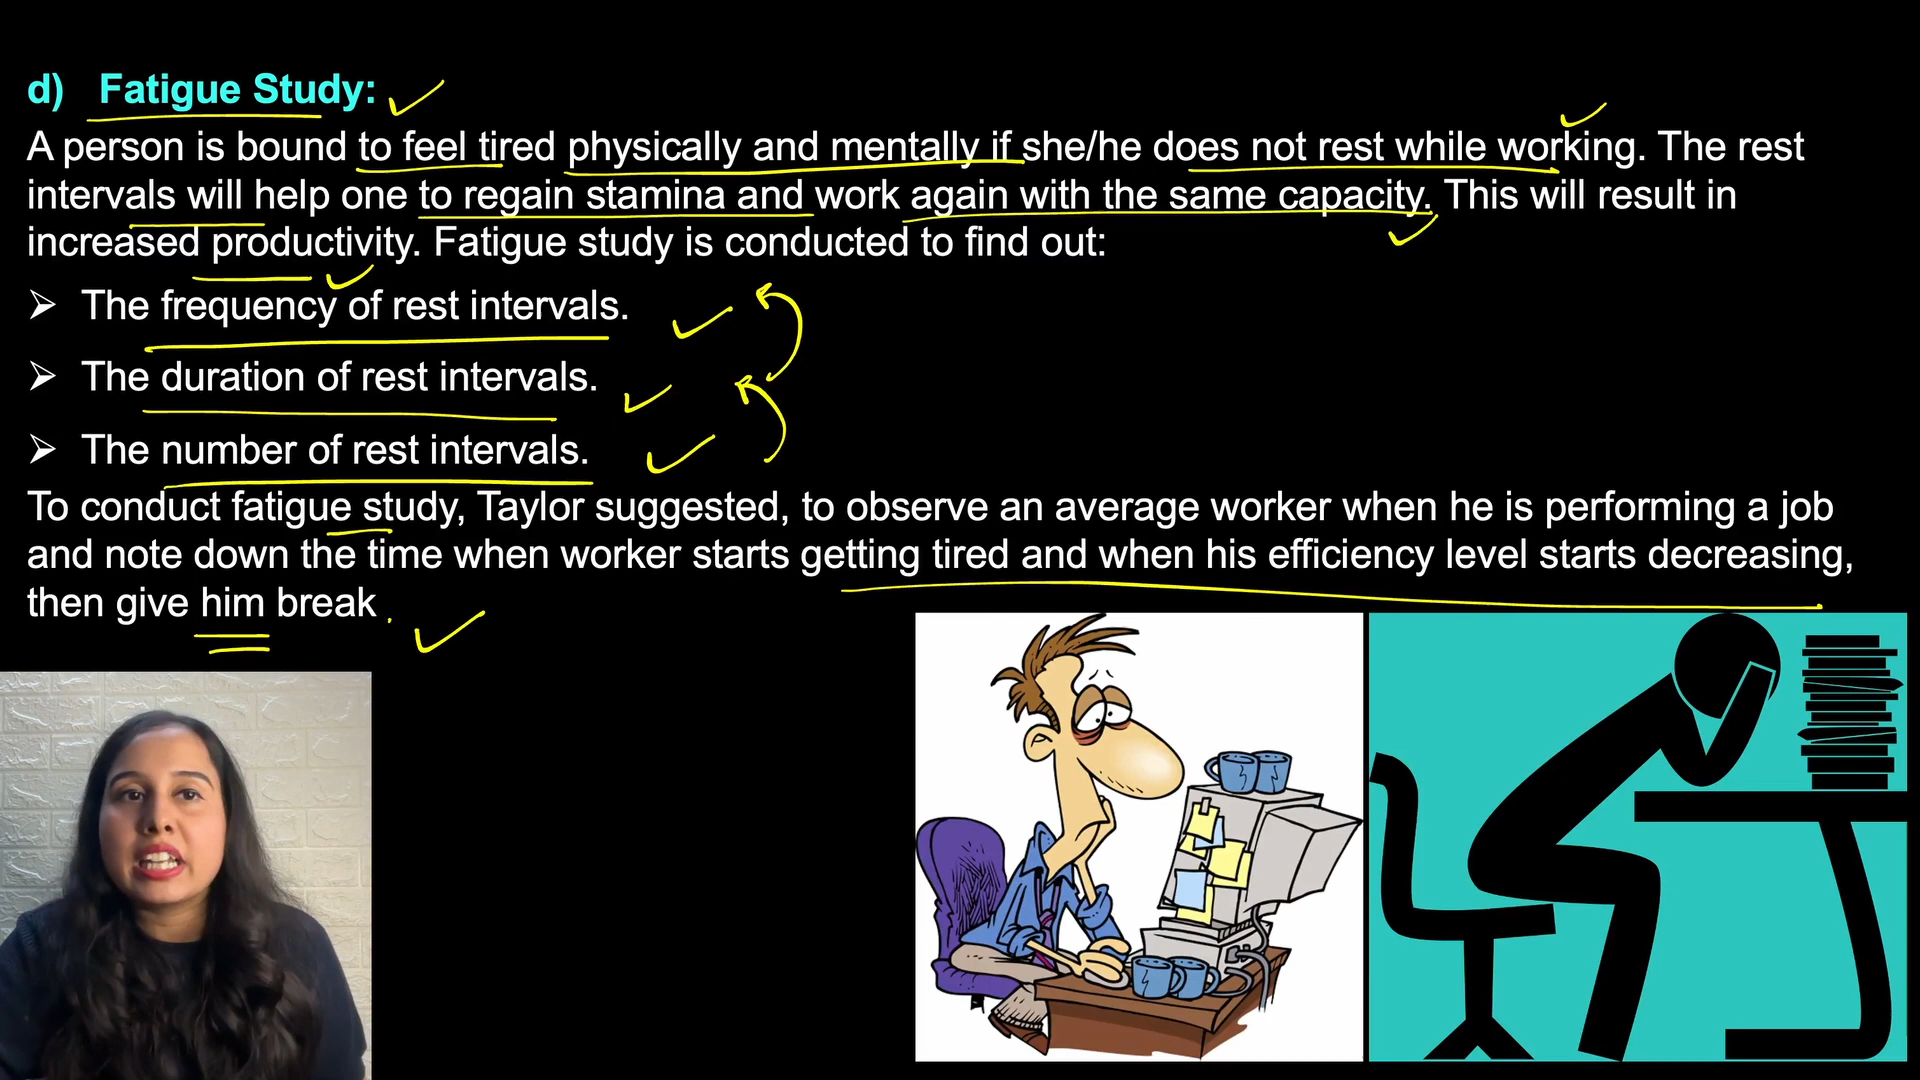 d) Fatigue Study:
A person is bound to feel tired physically and mentally if she/he does not rest while working. The rest
intervals will help one to regain stamina and work again with the same capacity. This will result in
increased productivity. Fatigue study is conducted to find out:
➢ The frequency of rest intervals.
➢ The duration of rest intervals.
➢ The number of rest intervals.
To conduct fatigue study, Taylor suggested, to observe an average worker when he is performing a job
and note down the time when worker starts getting tired and when his efficiency level starts decreasing,
then give him break.